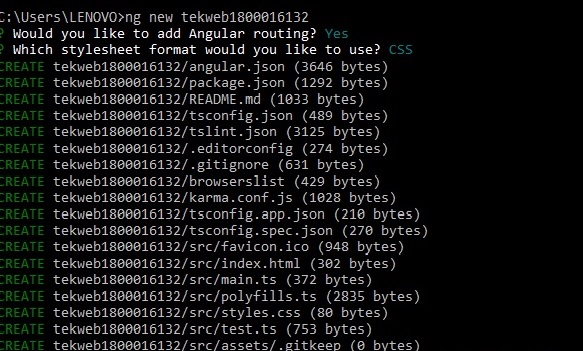 C:\Users\LENOVO>ng new tekweb1800016132
? Would you like to add Angular routing? Yes
? Which stylesheet format would you like to use? CSS
CREATE tekweb1800016132/angular.json (3646 bytes)
CREATE tekweb1800016132/package.json (1292 bytes)
CREATE tekweb1800016132/README.md (1033 bytes)
CREATE tekweb1800016132/tsconfig.json (489 bytes)
CREATE tekweb1800016132/tslint.json (3125 bytes)
CREATE tekweb1800016132/.editorconfig (274 bytes)
CREATE tekweb1800016132/.gitignore (631 bytes)
CREATE tekweb1800016132/browserslist (429 bytes)
CREATE tekweb1800016132/karma.conf.js (1028 bytes)
CREATE tekweb1800016132/tsconfig.app.json (210 bytes)
CREATE tekweb1800016132/tsconfig.spec.json (270 bytes)
CREATE tekweb1800016132/src/favicon.ico (948 bytes)
CREATE tekweb1800016132/src/index.html (302 bytes)
CREATE tekweb1800016132/src/main.ts (372 bytes)
CREATE tekweb1800016132/src/polyfills.ts (2835 bytes)
CREATE tekweb1800016132/src/styles.css (80 bytes)
CREATE tekweb1800016132/src/test.ts (753 bytes)
CREATE tekweb1800016132/src/assets/.gitkeep (0 bytes)